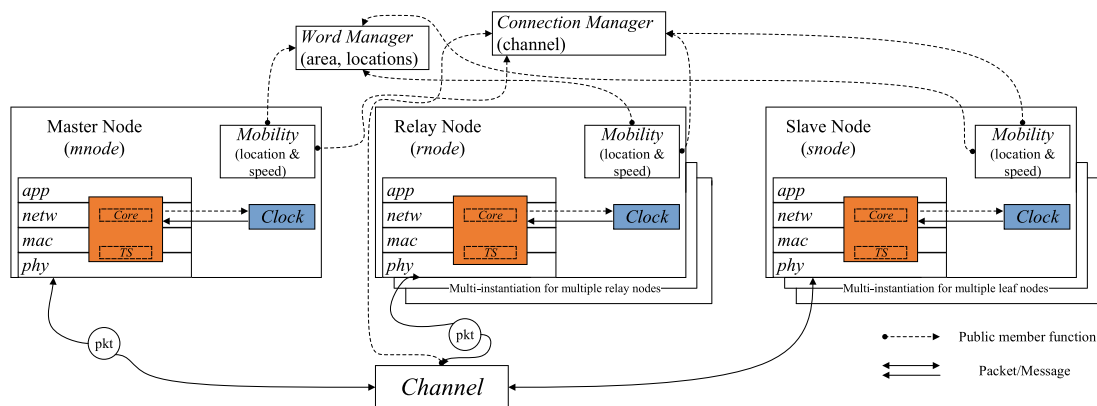 Word Manager
(area, locations)
Connection Manager
(channel)
Master Node
(mnode)
Mobility
(location &
speed)
app
netw
mac
phy
Core
TS
Clock
Relay Node
(rnode)
Mobility
(location &
speed)
app
netw
mac
phy
Core
TS
Clock
Multi-instantiation for multiple relay nodes
Slave Node
(snode)
Mobility
(location &
speed)
app
netw
mac
phy
Core
TS
Clock
Multi-instantiation for multiple leaf nodes
pkt
pkt
Channel
Public member function
Packet/Message